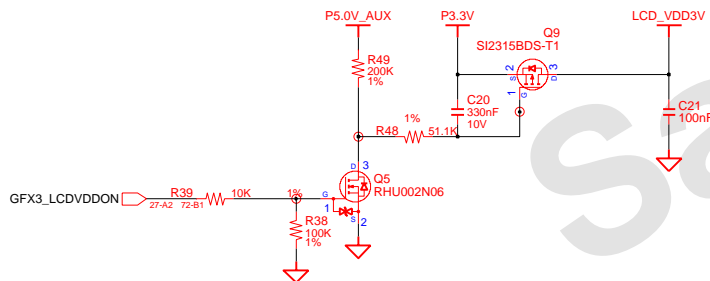 P5.0V_AUX
P3.3V
LCD_VDD3V
Q9
SI2315BDS-T1
R49
200K
1%
2
S
D
3
1
G
C20
330nF
10V
C21
100nF
1%
R48
51.1K
D
3
Q5
RHU002N06
GFX3_LCDVDDON
R39
10K
1%
27-A2
72-B1
G
1
S
2
R38
100K
1%
sa